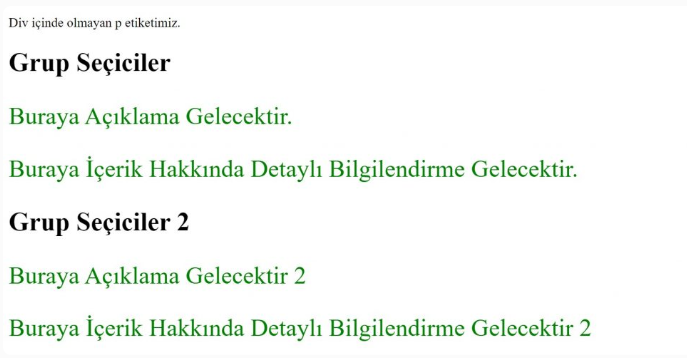 Div içinde olmayan p etiketimiz.
Grup Seçiciler
Buraya Açıklama Gelecektir.
Buraya İçerik Hakkında Detaylı Bilgilendirme Gelecektir.
Grup Seçiciler 2
Buraya Açıklama Gelecektir 2
Buraya İçerik Hakkında Detaylı Bilgilendirme Gelecektir 2